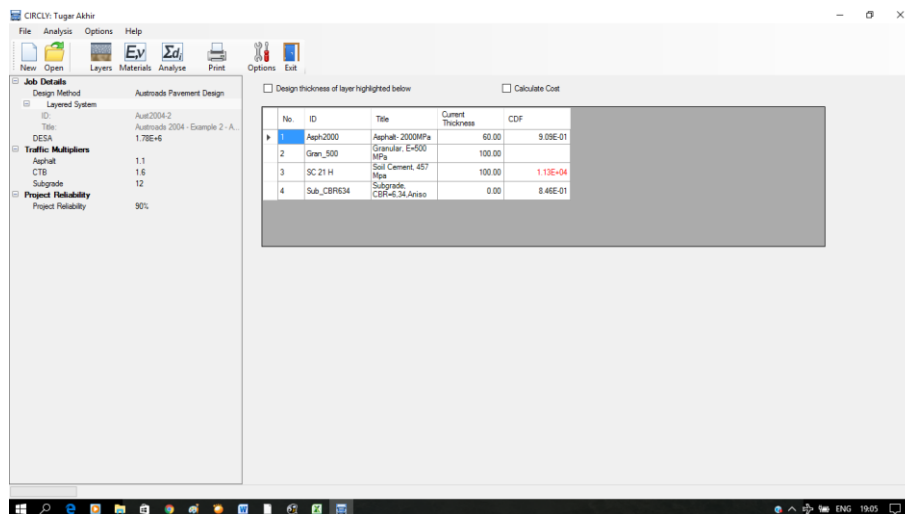 CIRCLY: Tugar Akhir
File Analysis Options Help
E,v Σdᵢ
New Open Layers Materials Analyse Print Options Exit
Job Details
Design Method Austroads Pavement Design
Layered System
ID: Aust2004-2
Title: Austroads 2004 - Example 2 - A...
DESA 1.78E+6
Traffic Multipliers
Asphalt 1.1
CTB 1.6
Subgrade 12
Project Reliability
Project Reliability 90%
Design thickness of layer highlighted below Calculate Cost
No. ID Title Current Thickness CDF
1 Asph2000 Asphalt- 2000MPa 60.00 9.09E-01
2 Gran_500 Granular, E=500 MPa 100.00
3 SC 21 H Soil Cement, 457 Mpa 100.00 1.13E+04
4 Sub_CBR634 Subgrade, CBR=6.34,Aniso 0.00 8.46E-01
ENG 19:05